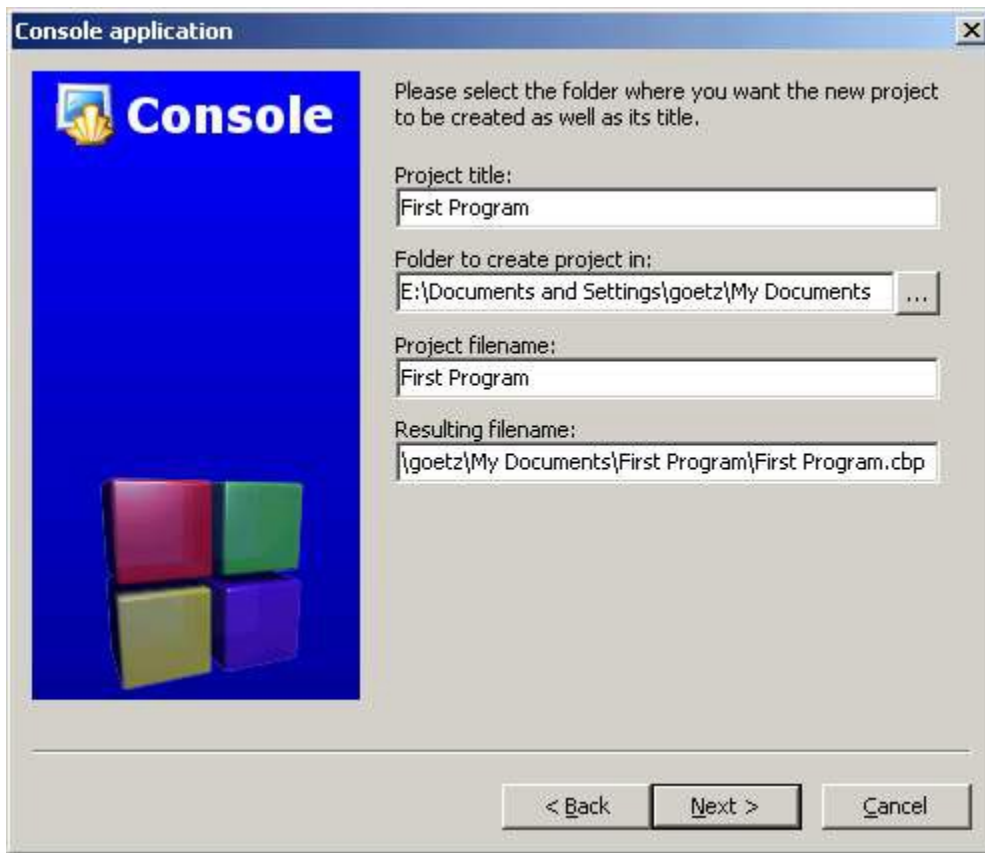 Console application
Console
Please select the folder where you want the new project
to be created as well as its title.
Project title:
First Program
Folder to create project in:
E:\Documents and Settings\goetz\My Documents
...
Project filename:
First Program
Resulting filename:
\goetz\My Documents\First Program\First Program.cbp
< Back
Next >
Cancel